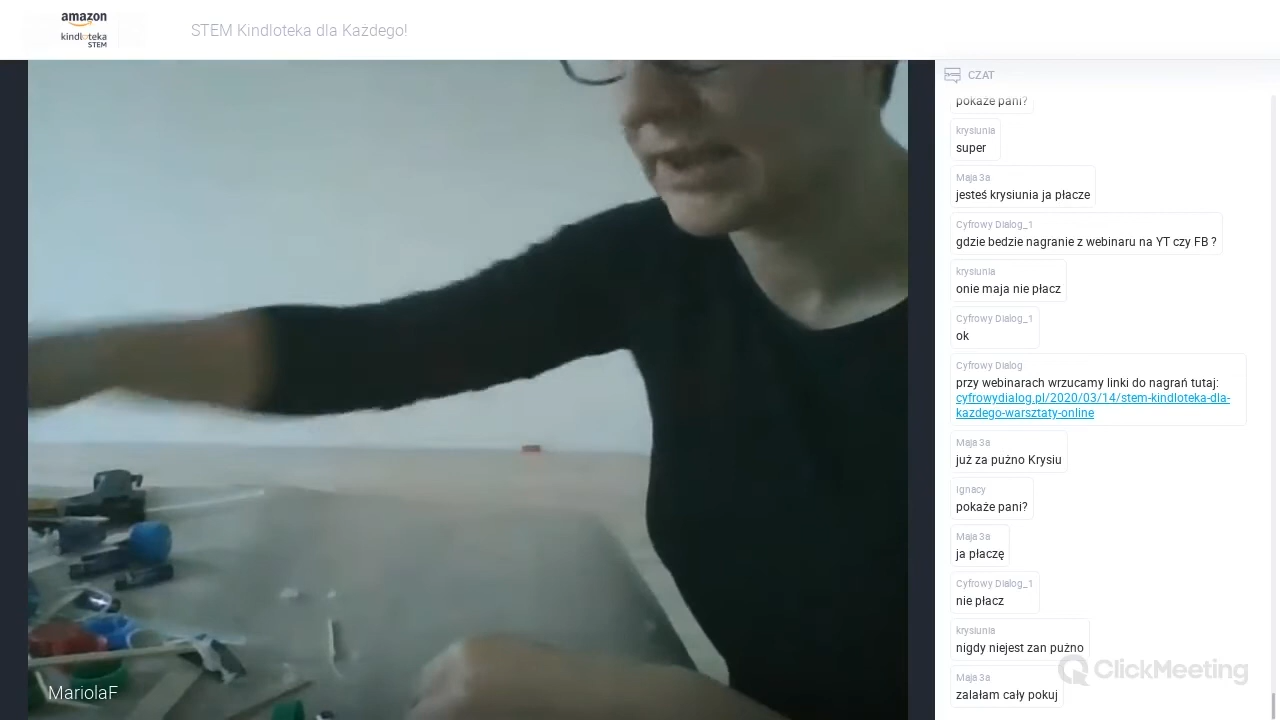 amazon
kindloteka
STEM
STEM Kindloteka dla Każdego!
MariolaF
CZAT
pokaże pani?
krysiunia
super
Maja 3a
jesteś krysiunia ja płacze
Cyfrowy Dialog_1
gdzie bedzie nagranie z webinaru na YT czy FB ?
krysiunia
onie maja nie płacz
Cyfrowy Dialog_1
ok
Cyfrowy Dialog
przy webinarach wrzucamy linki do nagrań tutaj:
cyfrowydialog.pl/2020/03/14/stem-kindloteka-dla-
kazdego-warsztaty-online
Maja 3a
już za pużno Krysiu
Ignacy
pokaże pani?
Maja 3a
ja płaczę
Cyfrowy Dialog_1
nie płacz
krysiunia
nigdy niejest zan pużno
Maja 3a
zalałam cały pokuj
ClickMeeting